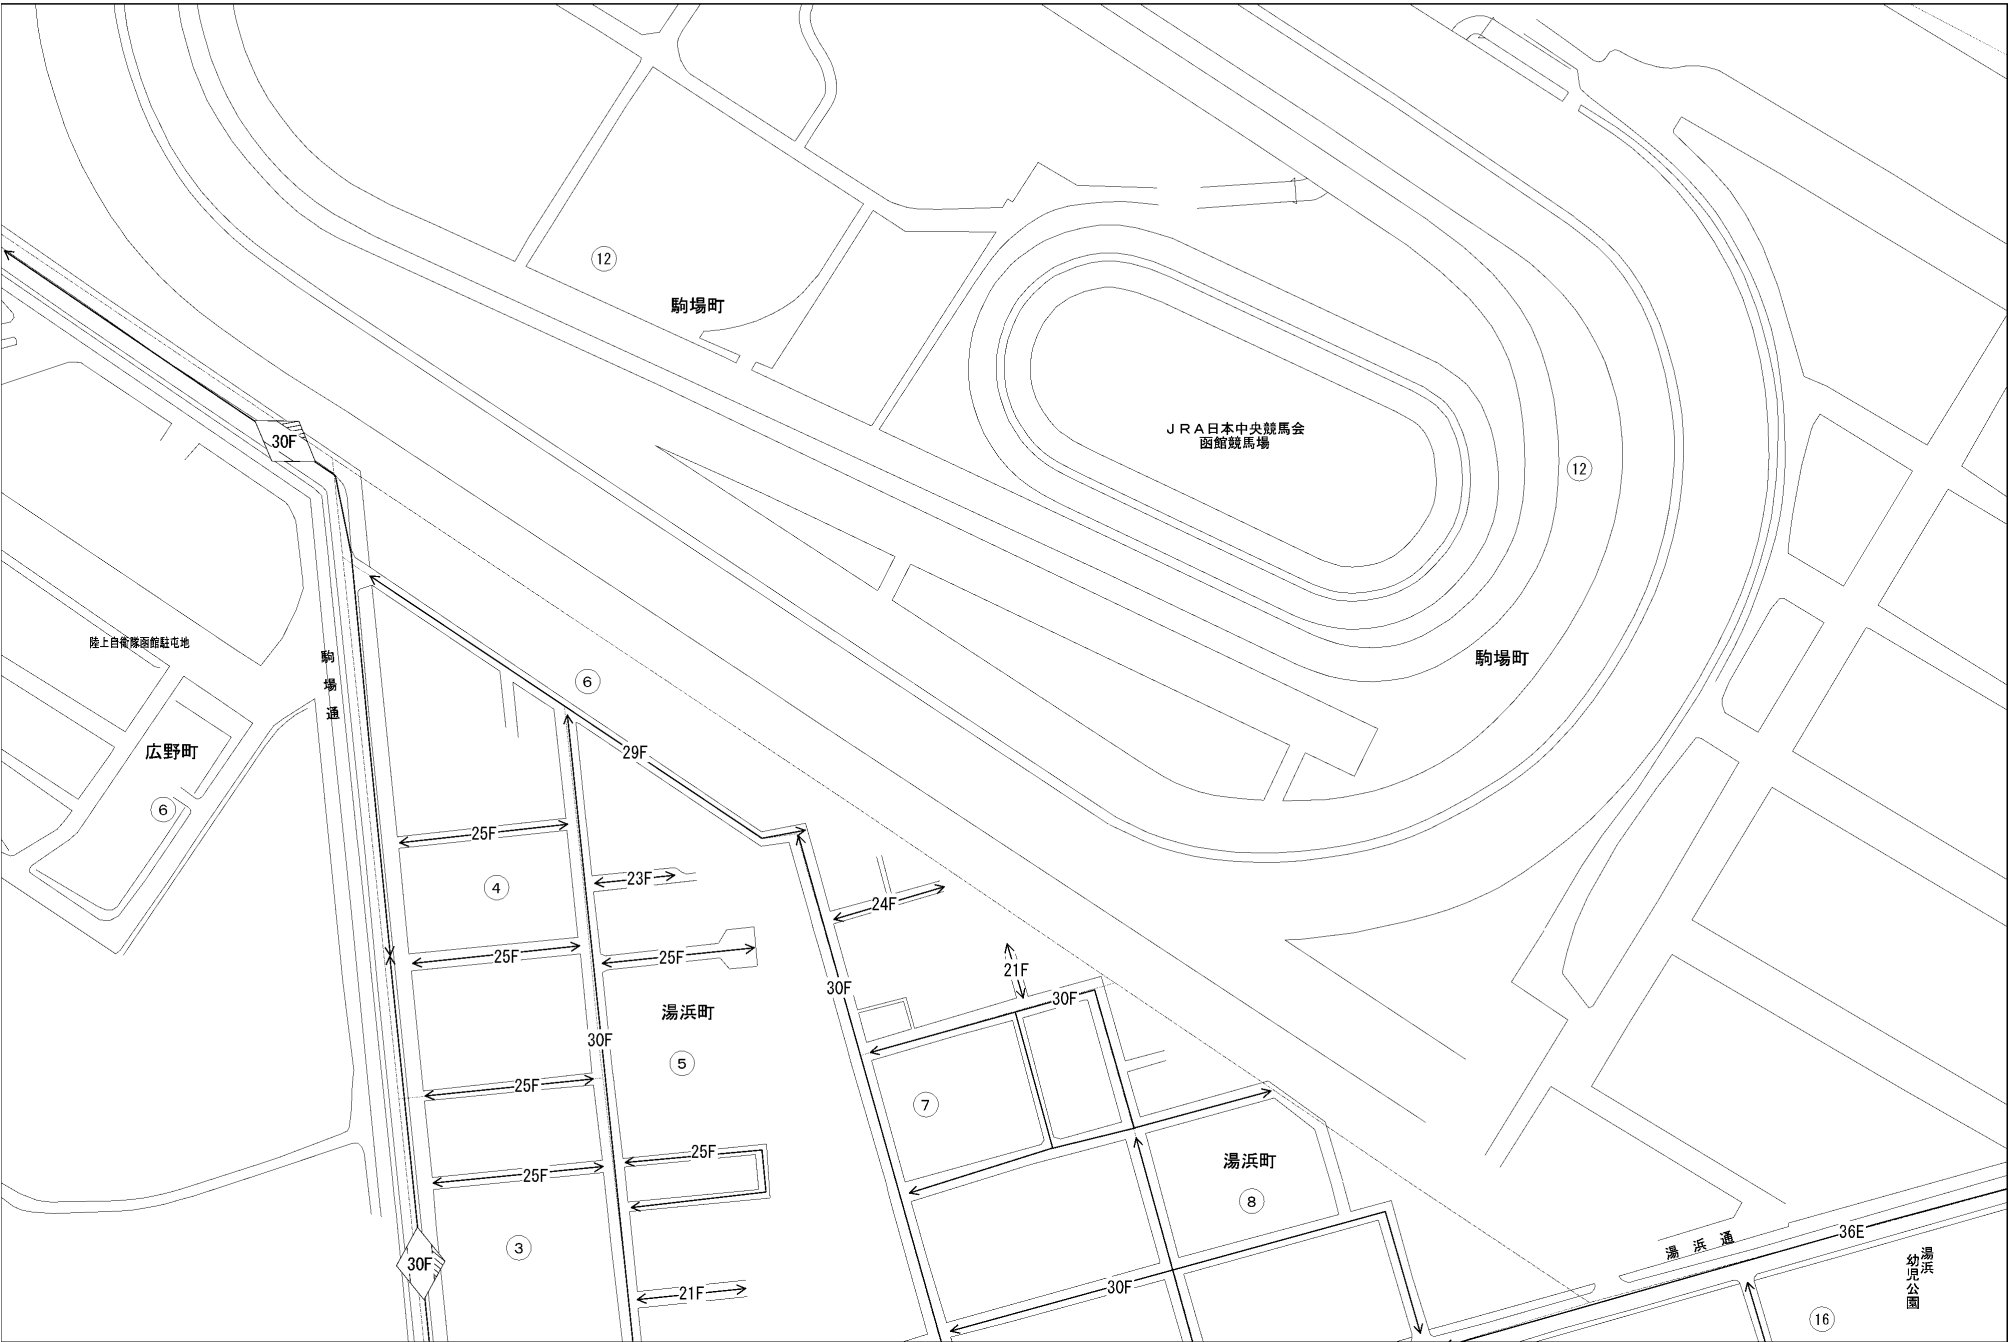 ⑫
駒場町
30F
JRA日本中央競馬会
函館競馬場
⑫
陸上自衛隊函館駐屯地
駒場通
駒場町
⑥
広野町
29F
⑥
25F
④
23F
24F
25F
25F
21F
30F
30F
湯浜町
30F
⑤
25F
⑦
25F
湯浜町
25F
⑧
③
湯浜通
36E
湯浜
幼児公園
30F
21F
30F
⑯